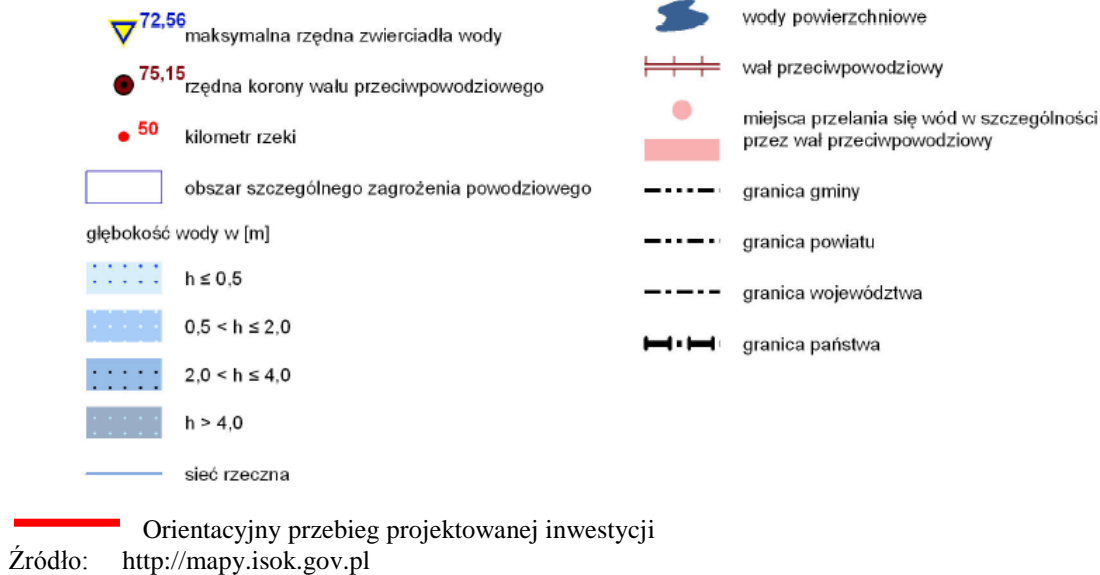 72,56
maksymalna rzędna zwierciadła wody
75,15
rzędna korony wału przeciwpowodziowego
50
kilometr rzeki
obszar szczególnego zagrożenia powodziowego
głębokość wody w [m]
h ≤ 0,5
0,5 < h ≤ 2,0
2,0 < h ≤ 4,0
h > 4,0
sieć rzeczna
wody powierzchniowe
wał przeciwpowodziowy
miejsca przelania się wód w szczególności
przez wał przeciwpowodziowy
granica gminy
granica powiatu
granica województwa
granica państwa
Orientacyjny przebieg projektowanej inwestycji
Źródło: http://mapy.isok.gov.pl